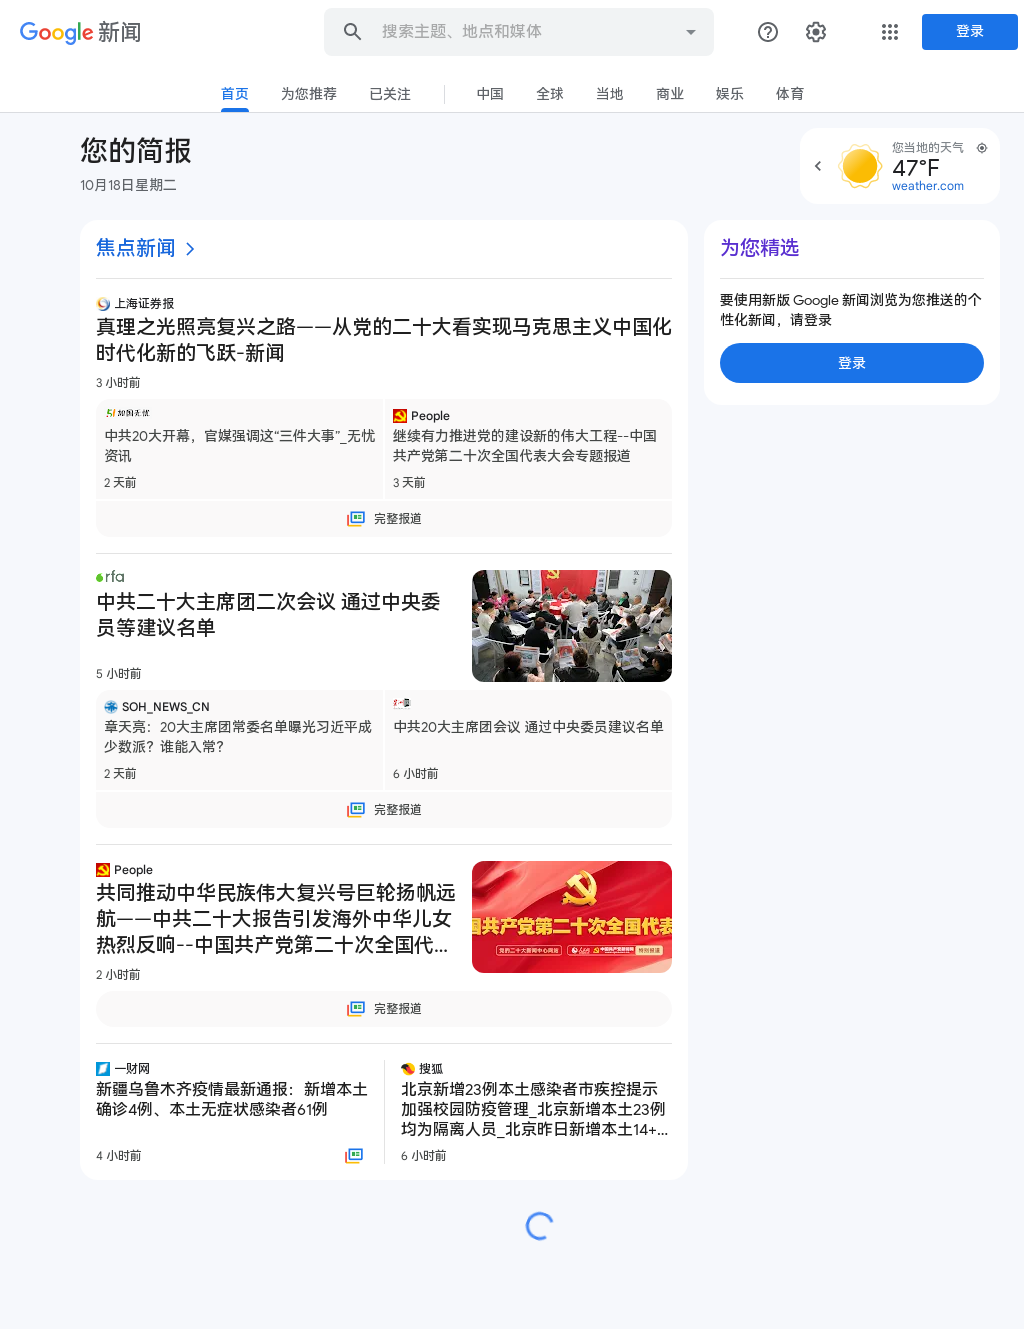 Google 新闻
搜索主题、地点和媒体
登录
首页 为您推荐 已关注 中国 全球 当地 商业 娱乐 体育
您的简报
10月18日星期二
您当地的天气
47°F
weather.com
焦点新闻
上海证券报
真理之光照亮复兴之路——从党的二十大看实现马克思主义中国化
时代化新的飞跃-新闻
3 小时前
51 加国无忧
中共20大开幕，官媒强调这“三件大事”_无忧
资讯
2 天前
People
继续有力推进党的建设新的伟大工程--中国
共产党第二十次全国代表大会专题报道
3 天前
完整报道
rfa
中共二十大主席团二次会议 通过中央委
员等建议名单
5 小时前
SOH_NEWS_CN
章天亮：20大主席团常委名单曝光习近平成
少数派？谁能入常？
2 天前
中共20大主席团会议 通过中央委员建议名单
6 小时前
完整报道
People
共同推动中华民族伟大复兴号巨轮扬帆远
航——中共二十大报告引发海外中华儿女
热烈反响--中国共产党第二十次全国代...
2 小时前
国共产党第二十次全国代表
完整报道
一财网
新疆乌鲁木齐疫情最新通报：新增本土
确诊4例、本土无症状感染者61例
4 小时前
搜狐
北京新增23例本土感染者市疾控提示
加强校园防疫管理_北京新增本土23例
均为隔离人员_北京昨日新增本土14+...
6 小时前
为您精选
要使用新版 Google 新闻浏览为您推送的个
性化新闻，请登录
登录